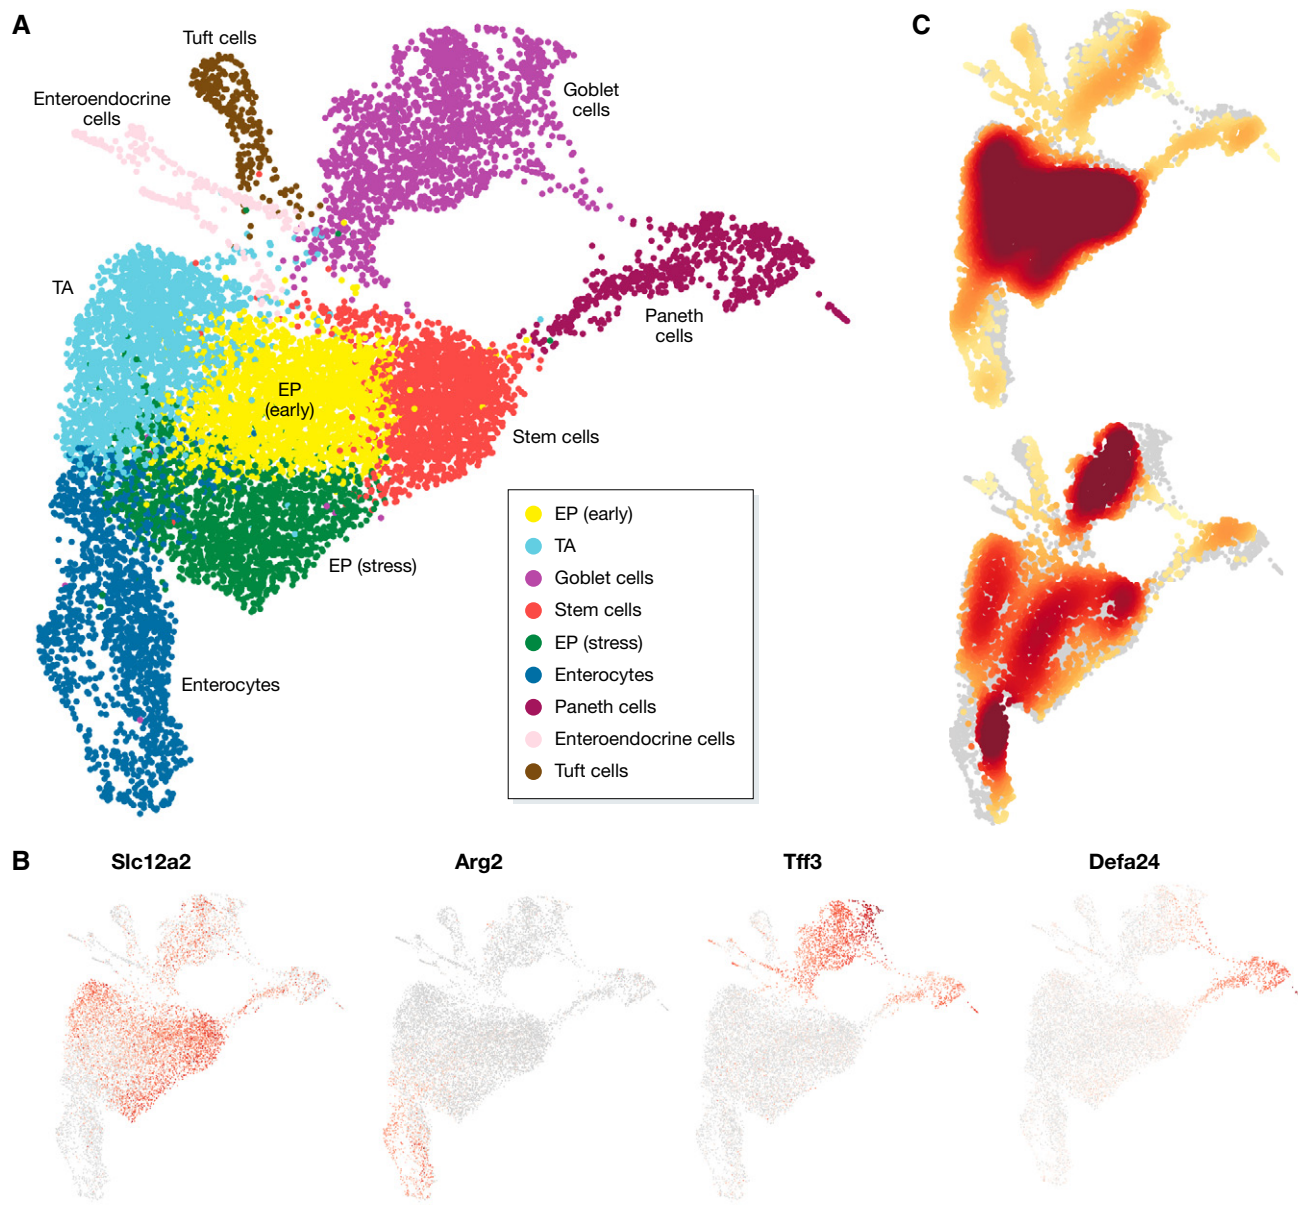 A
C
Tuft cells
Enteroendocrine
cells
Goblet
cells
TA
Paneth
cells
EP
(early)
Stem cells
EP (stress)
Enterocytes
EP (early)
TA
Goblet cells
Stem cells
EP (stress)
Enterocytes
Paneth cells
Enteroendocrine cells
Tuft cells
B
Slc12a2
Arg2
Tff3
Defa24